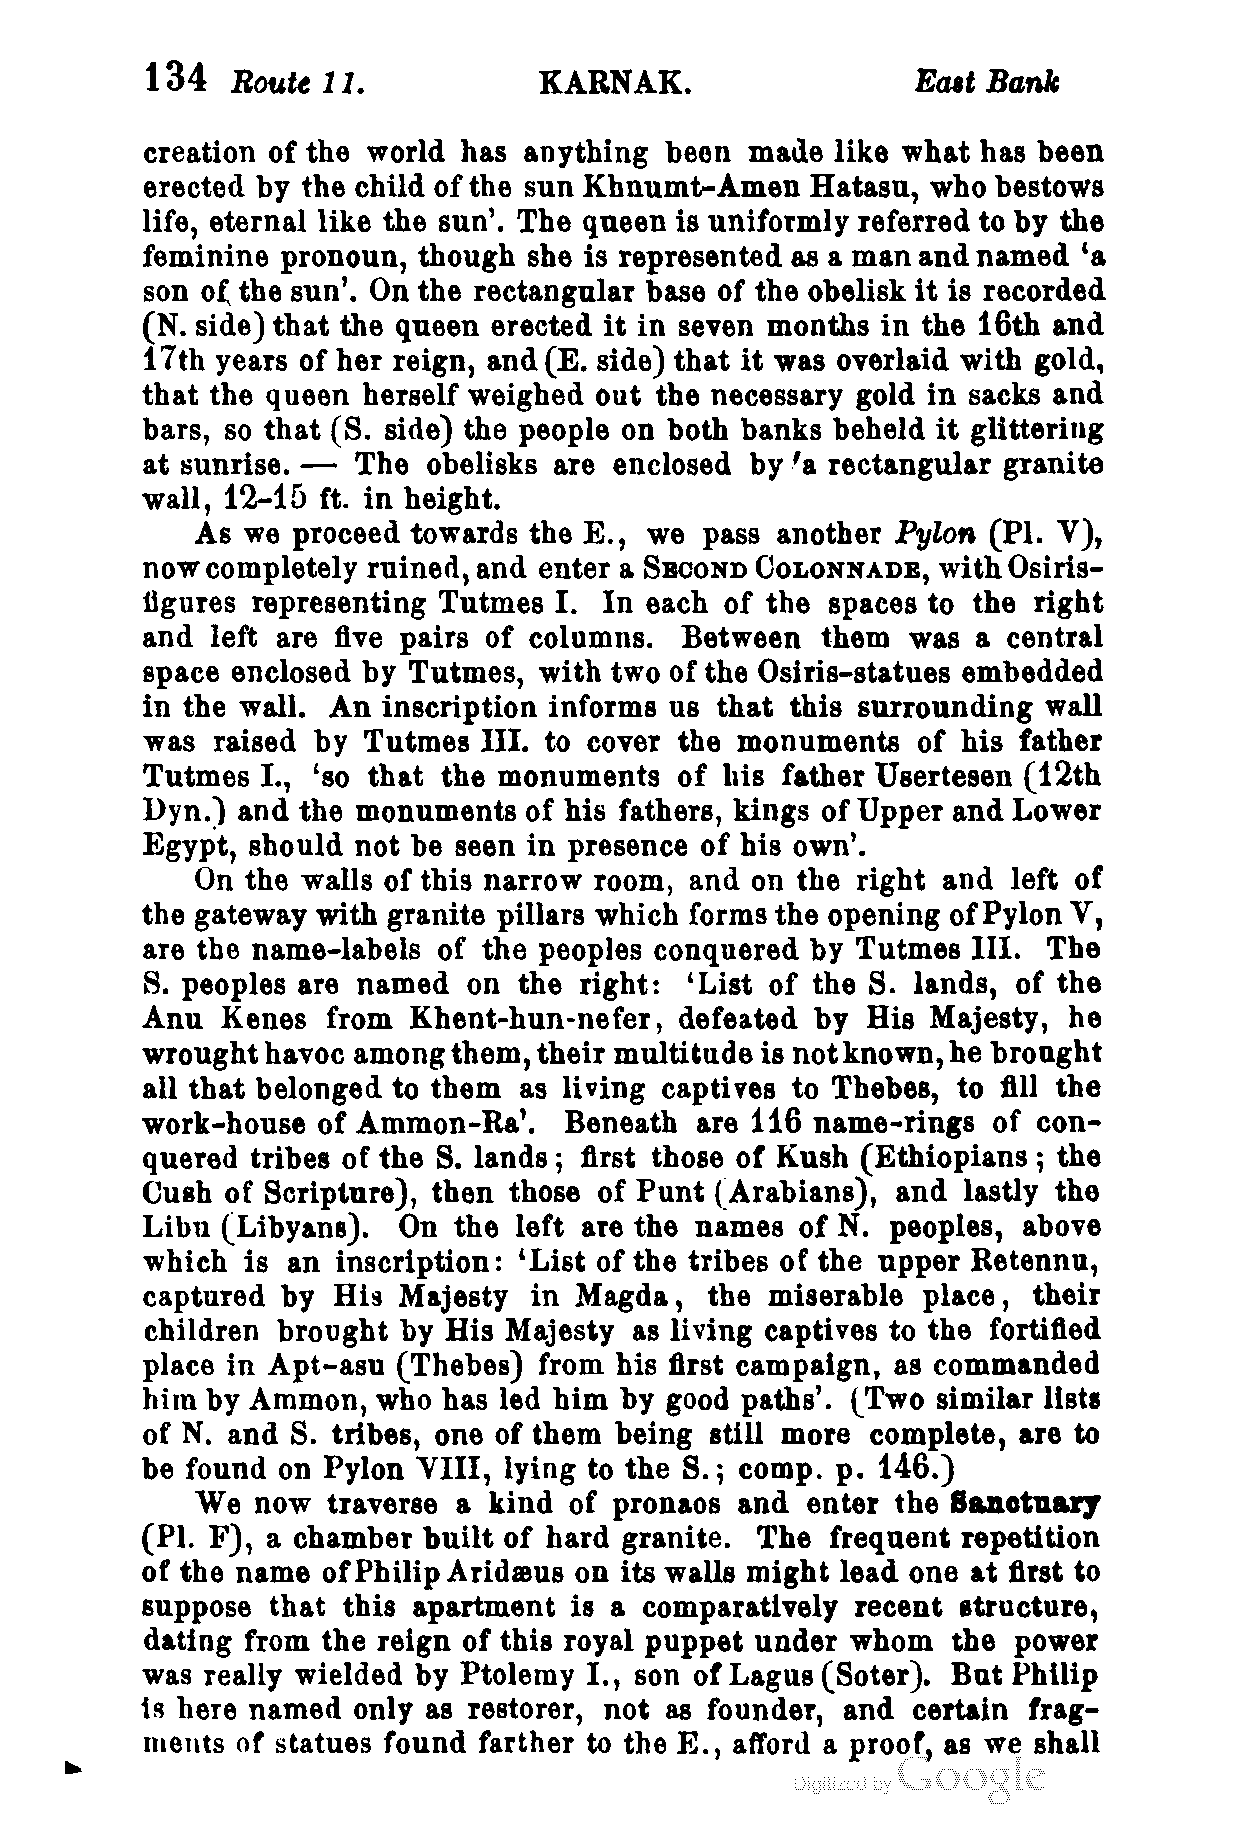 134 Route 11. KARNAK. East Bank
creation of the world has anything been made like what has been
erected by the child of the sun Khnumt-Amen Hatasu, who bestows
life, eternal like the sun'. The queen is uniformly referred to by the
feminine pronoun, though she is represented as a man and named 'a
son of the sun'. On the rectangular base of the obelisk it is recorded
(N. side) that the queen erected it in seven months in the 16th and
17th years of her reign, and (E. side) that it was overlaid with gold,
that the queen herself weighed out the necessary gold in sacks and
bars, so that (S. side) the people on both banks beheld it glittering
at sunrise. — The obelisks are enclosed by 'a rectangular granite
wall, 12-15 ft. in height.
As we proceed towards the E., we pass another Pylon (Pl. V),
now completely ruined, and enter a SECOND COLONNADE, with Osiris-
figures representing Tutmes I. In each of the spaces to the right
and left are five pairs of columns. Between them was a central
space enclosed by Tutmes, with two of the Osiris-statues embedded
in the wall. An inscription informs us that this surrounding wall
was raised by Tutmes III. to cover the monuments of his father
Tutmes I., 'so that the monuments of his father Usertesen (12th
Dyn.) and the monuments of his fathers, kings of Upper and Lower
Egypt, should not be seen in presence of his own'.
On the walls of this narrow room, and on the right and left of
the gateway with granite pillars which forms the opening of Pylon V,
are the name-labels of the peoples conquered by Tutmes III. The
S. peoples are named on the right: 'List of the S. lands, of the
Anu Kenes from Khent-hun-nefer, defeated by His Majesty, he
wrought havoc among them, their multitude is not known, he brought
all that belonged to them as living captives to Thebes, to fill the
work-house of Ammon-Ra'. Beneath are 116 name-rings of con-
quered tribes of the S. lands; first those of Kush (Ethiopians; the
Cush of Scripture), then those of Punt (Arabians), and lastly the
Libu (Libyans). On the left are the names of N. peoples, above
which is an inscription: 'List of the tribes of the upper Retennu,
captured by His Majesty in Magda, the miserable place, their
children brought by His Majesty as living captives to the fortified
place in Apt-asu (Thebes) from his first campaign, as commanded
him by Ammon, who has led him by good paths'. (Two similar lists
of N. and S. tribes, one of them being still more complete, are to
be found on Pylon VIII, lying to the S.; comp. p. 146.)
We now traverse a kind of pronaos and enter the Sanctuary
(Pl. F), a chamber built of hard granite. The frequent repetition
of the name of Philip Aridæus on its walls might lead one at first to
suppose that this apartment is a comparatively recent structure,
dating from the reign of this royal puppet under whom the power
was really wielded by Ptolemy I., son of Lagus (Soter). But Philip
is here named only as restorer, not as founder, and certain frag-
ments of statues found farther to the E., afford a proof, as we shall
Digitized by Google